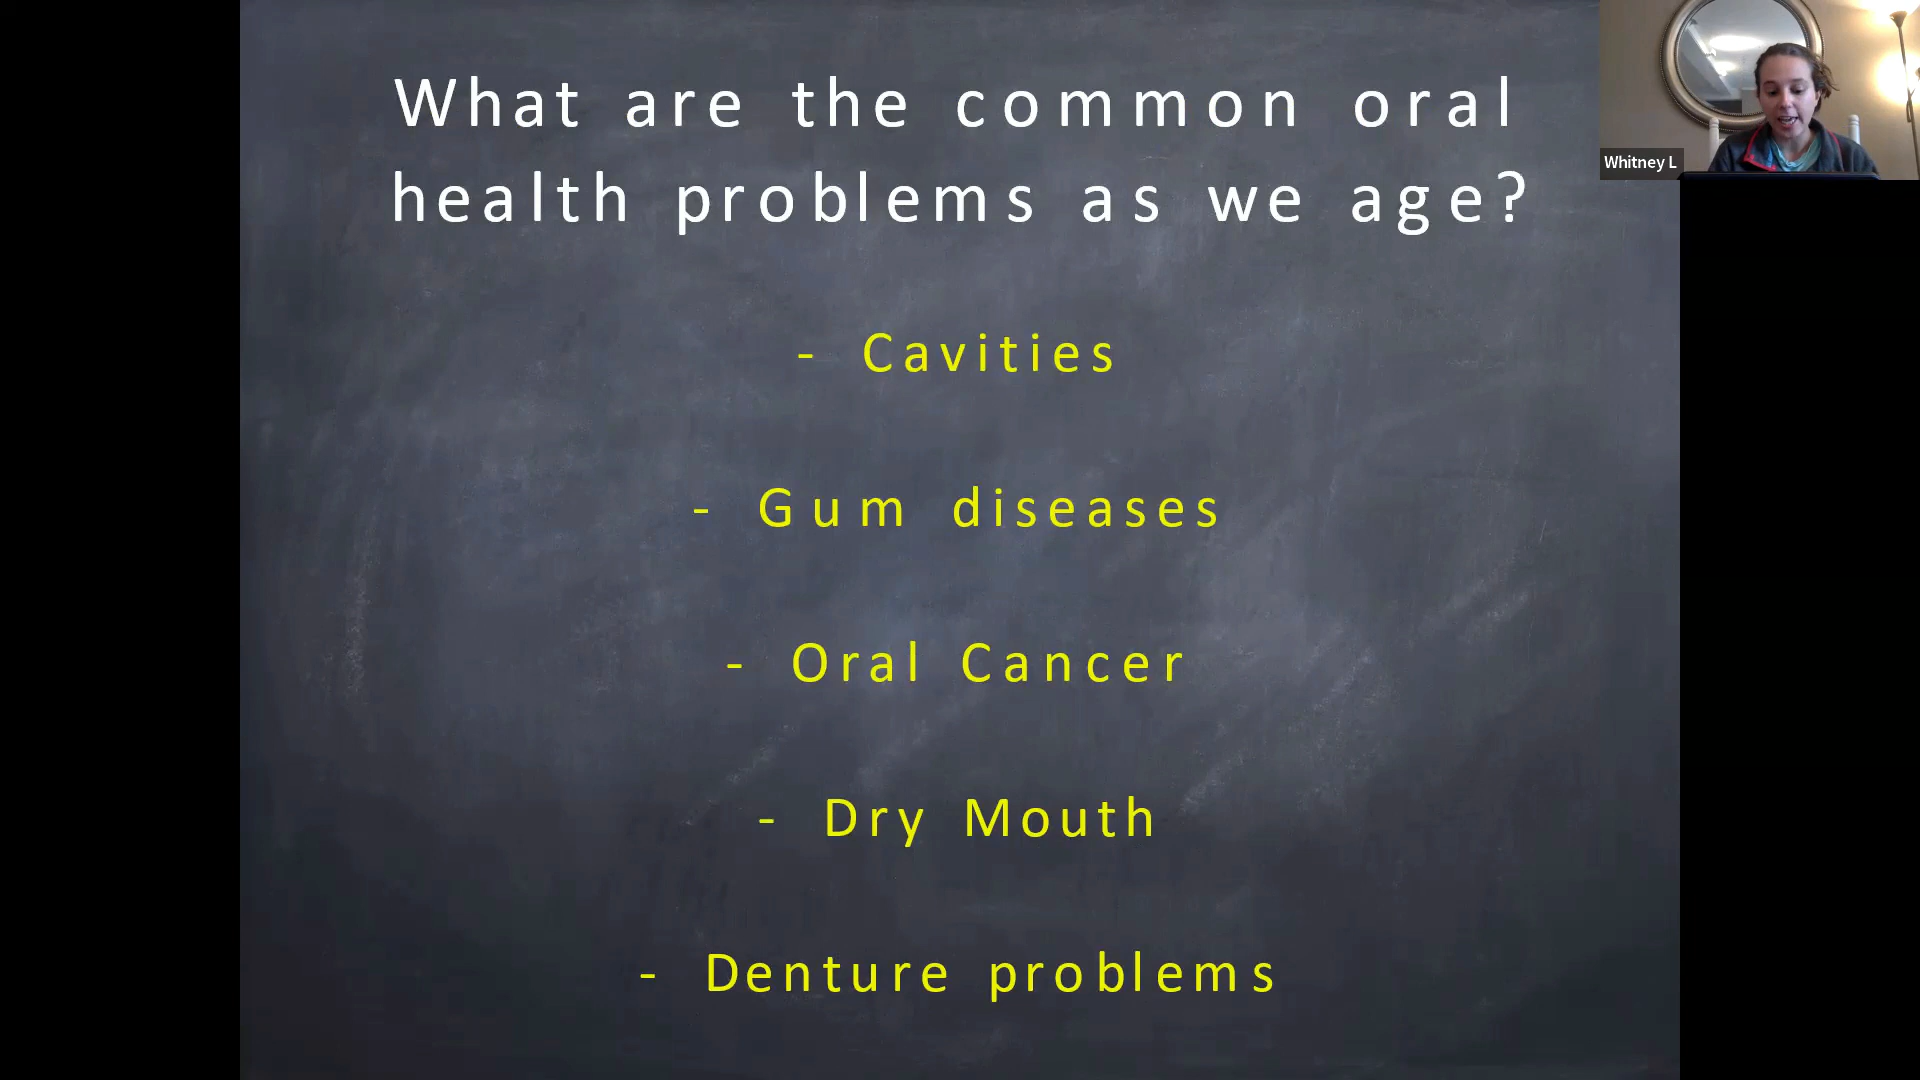 What are the common oral
health problems as we age?
Whitney L
- Cavities
- Gum diseases
- Oral Cancer
- Dry Mouth
- Denture problems